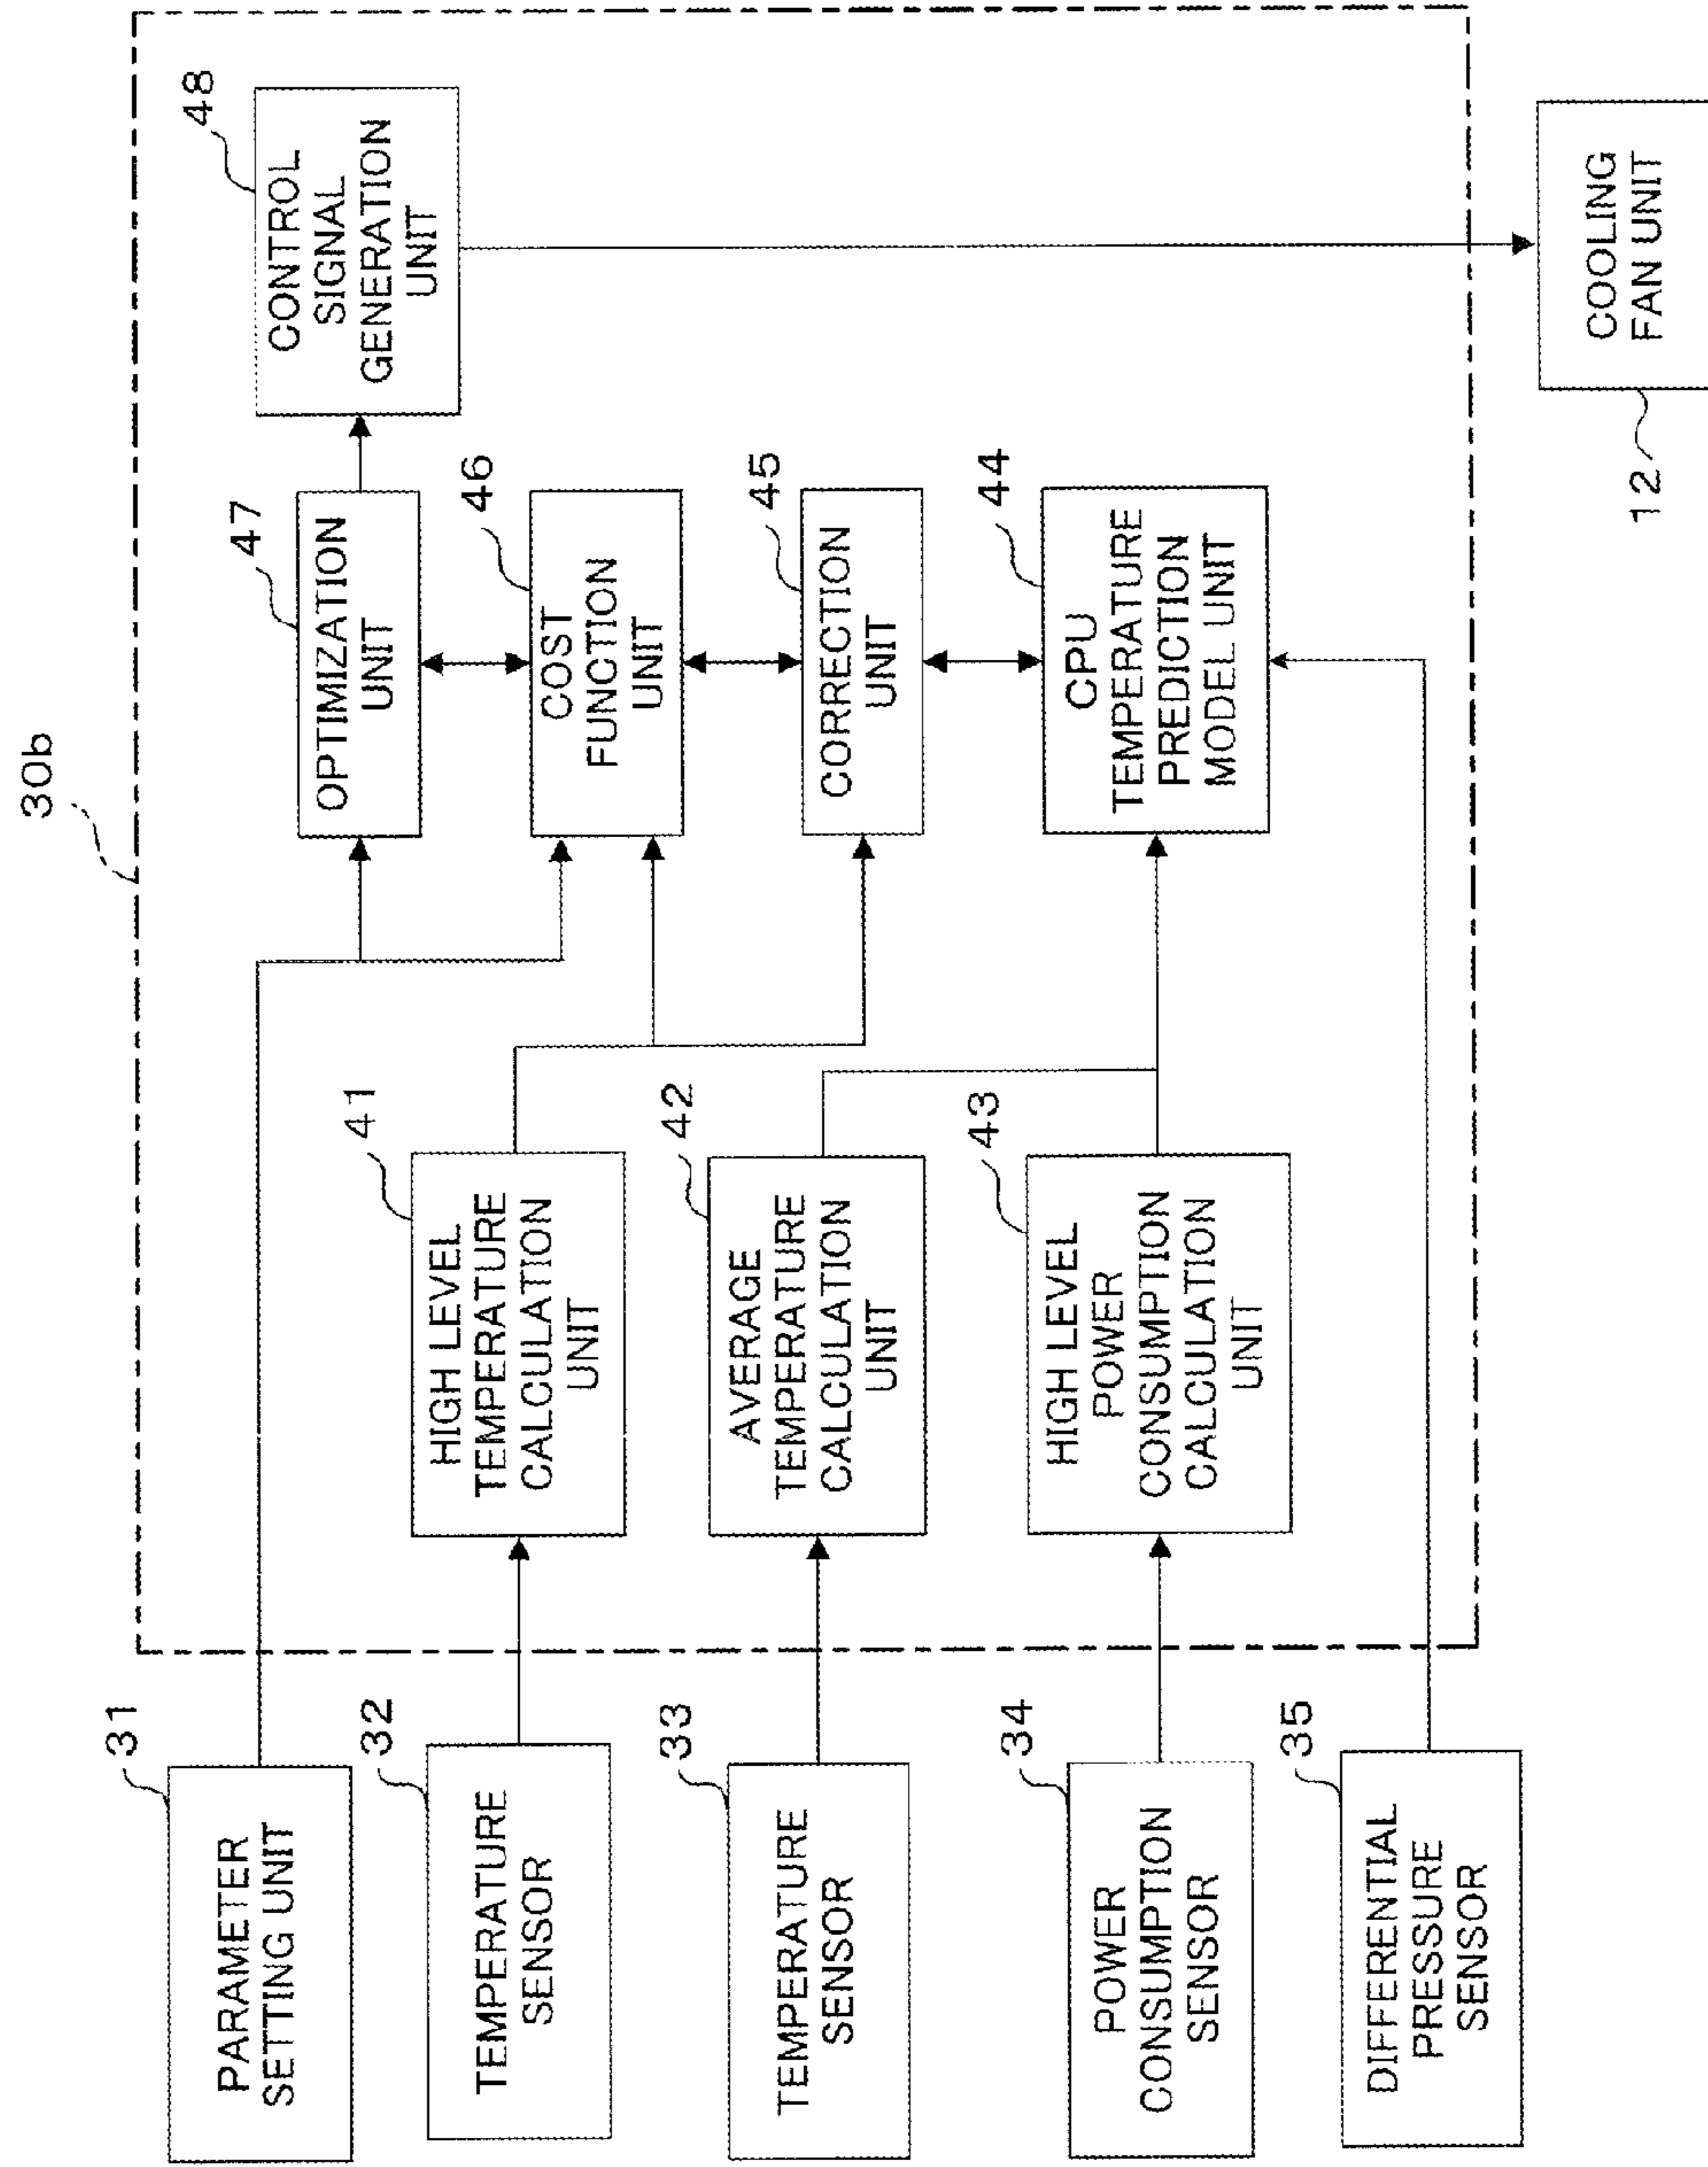 30b
31
PARAMETER
SETTING UNIT
32
TEMPERATURE
SENSOR
33
TEMPERATURE
SENSOR
34
POWER
CONSUMPTION
SENSOR
35
DIFFERENTIAL
PRESSURE
SENSOR
41
HIGH LEVEL
TEMPERATURE
CALCULATION
UNIT
42
AVERAGE
TEMPERATURE
CALCULATION
UNIT
43
HIGH LEVEL
POWER
CONSUMPTION
CALCULATION
UNIT
47
OPTIMIZATION
UNIT
46
COST
FUNCTION
UNIT
45
CORRECTION
UNIT
44
CPU
TEMPERATURE
PREDICTION
MODEL UNIT
48
CONTROL
SIGNAL
GENERATION
UNIT
12
COOLING
FAN UNIT